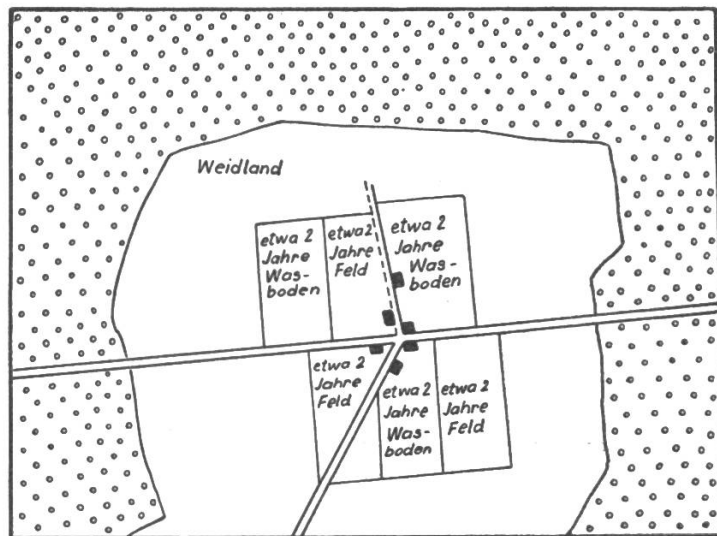 Weidland
etwa 2
Jahre
Was-
boden
etwa 2
Jahre
Feld
etwa 2
Jahre
Was-
boden
etwa 2
Jahre
Feld
etwa 2
Jahre
Was-
boden
etwa 2
Jahre
Feld